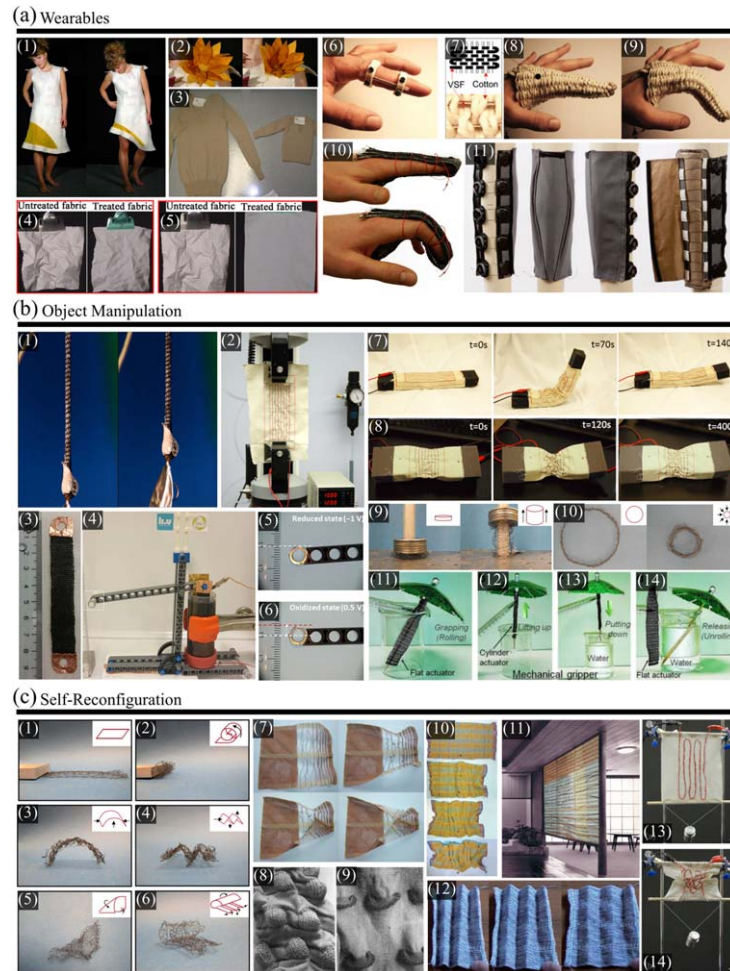 (a) Wearables
(1)
(2)
(3)
Untreated fabric Treated fabric
(4)
Untreated fabric Treated fabric
(5)
(6)
(7)
VSF Cotton
(8)
(9)
(10)
(11)
(b) Object Manipulation
(1)
(2)
(3)
(4)
(5)
Reduced state (-1 V)
(6)
Oxidized state (0.5 V)
(7)
t=0s
t=70s
t=140
(8)
t=0s
t=120s
t=400
(9)
(10)
(11)
Grapping
(Rolling)
Flat actuator
(12)
Lifting up
Cylinder
actuator
(13)
Putting
down
Water
Mechanical gripper
(14)
Water
Flat actuator
(c) Self-Reconfiguration
(1)
(2)
(3)
(4)
(5)
(6)
(7)
(8)
(9)
(10)
(11)
(12)
(13)
(14)